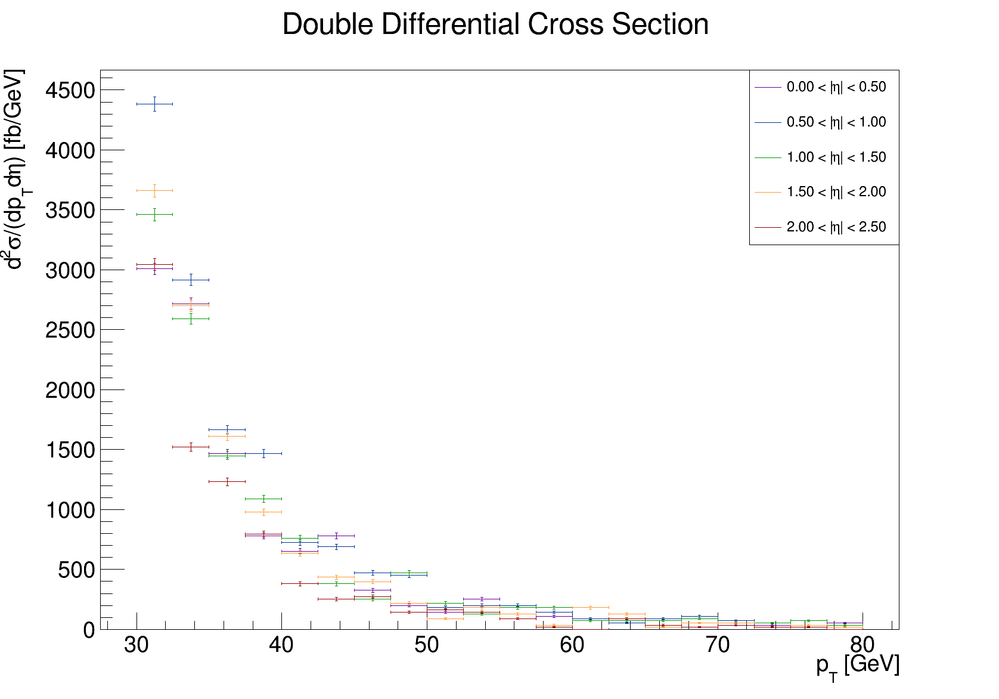 Double Differential Cross Section
d²σ/(dp_T dη) [fb/GeV]
4500
4000
3500
3000
2500
2000
1500
1000
500
0
0.00 < |η| < 0.50
0.50 < |η| < 1.00
1.00 < |η| < 1.50
1.50 < |η| < 2.00
2.00 < |η| < 2.50
30 40 50 60 70 80
p_T [GeV]